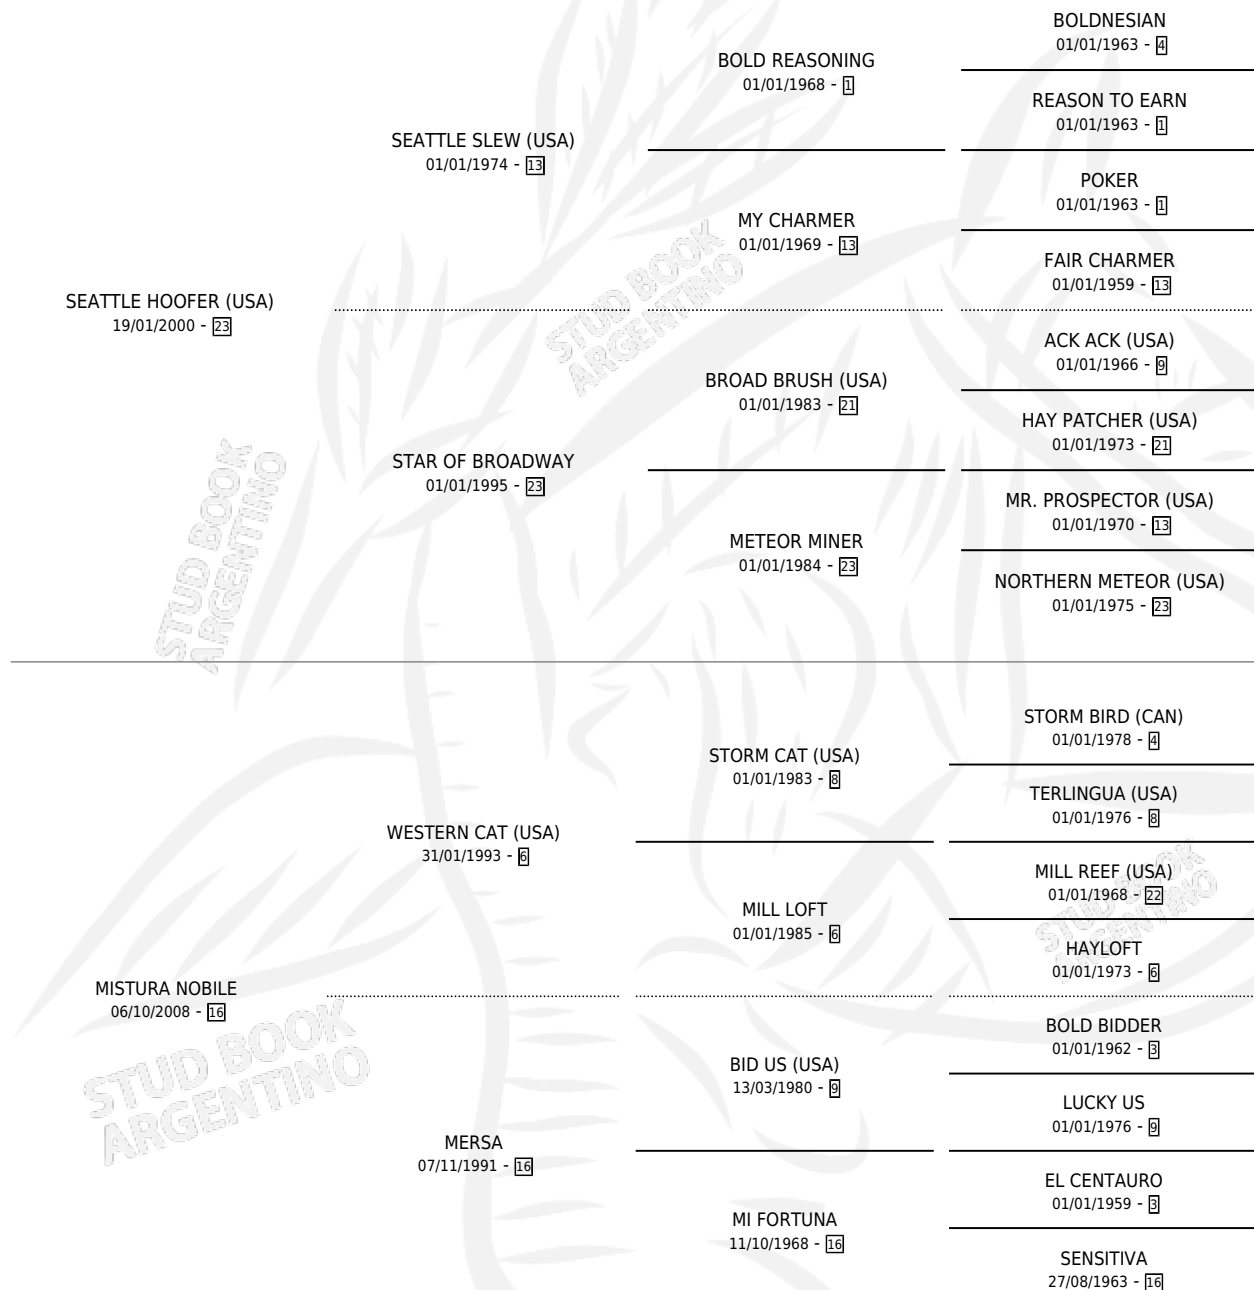 BOLDNESIAN
01/01/1963 - 4
BOLD REASONING
01/01/1968 - 1
REASON TO EARN
01/01/1963 - 1
SEATTLE SLEW (USA)
01/01/1974 - 13
POKER
01/01/1963 - 1
MY CHARMER
01/01/1969 - 13
FAIR CHARMER
01/01/1959 - 13
SEATTLE HOOFER (USA)
19/01/2000 - 23
STUD BOOK
ARGENTINO
ACK ACK (USA)
01/01/1966 - 9
BROAD BRUSH (USA)
01/01/1983 - 21
HAY PATCHER (USA)
01/01/1973 - 21
STAR OF BROADWAY
01/01/1995 - 23
MR. PROSPECTOR (USA)
01/01/1970 - 13
METEOR MINER
01/01/1984 - 23
NORTHERN METEOR (USA)
01/01/1975 - 23
STUD BOOK
ARGENTINO
STORM BIRD (CAN)
01/01/1978 - 4
STORM CAT (USA)
01/01/1983 - 8
TERLINGUA (USA)
01/01/1976 - 8
WESTERN CAT (USA)
31/01/1993 - 6
MILL REEF (USA)
01/01/1968 - 22
MILL LOFT
01/01/1985 - 6
STUD BOOK
ARGENTINO
HAYLOFT
01/01/1973 - 6
MISTURA NOBILE
06/10/2008 - 16
BOLD BIDDER
01/01/1962 - 3
BID US (USA)
13/03/1980 - 9
STUD BOOK
ARGENTINO
LUCKY US
01/01/1976 - 9
MERSA
07/11/1991 - 16
EL CENTAURO
01/01/1959 - 3
MI FORTUNA
11/10/1968 - 16
SENSITIVA
27/08/1963 - 16